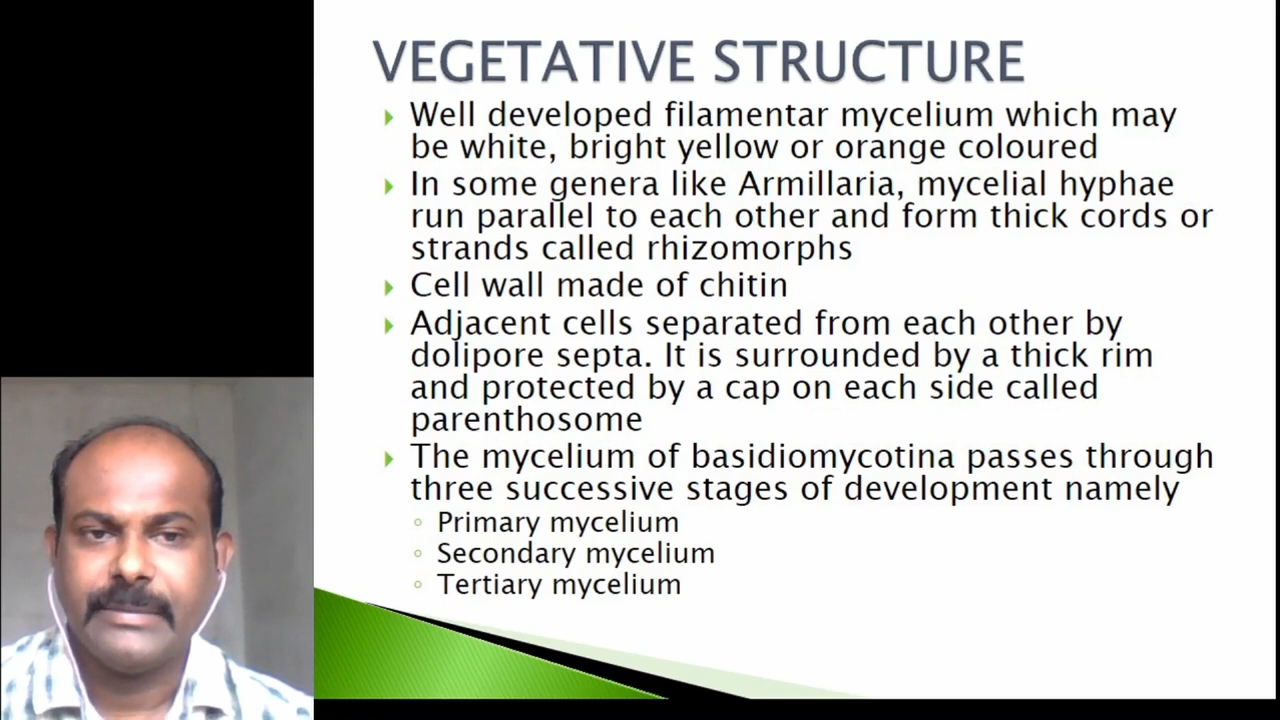 VEGETATIVE STRUCTURE
Well developed filamentar mycelium which may
be white, bright yellow or orange coloured
In some genera like Armillaria, mycelial hyphae
run parallel to each other and form thick cords or
strands called rhizomorphs
Cell wall made of chitin
Adjacent cells separated from each other by
dolipore septa. It is surrounded by a thick rim
and protected by a cap on each side called
parenthosome
The mycelium of basidiomycotina passes through
three successive stages of development namely
Primary mycelium
Secondary mycelium
Tertiary mycelium